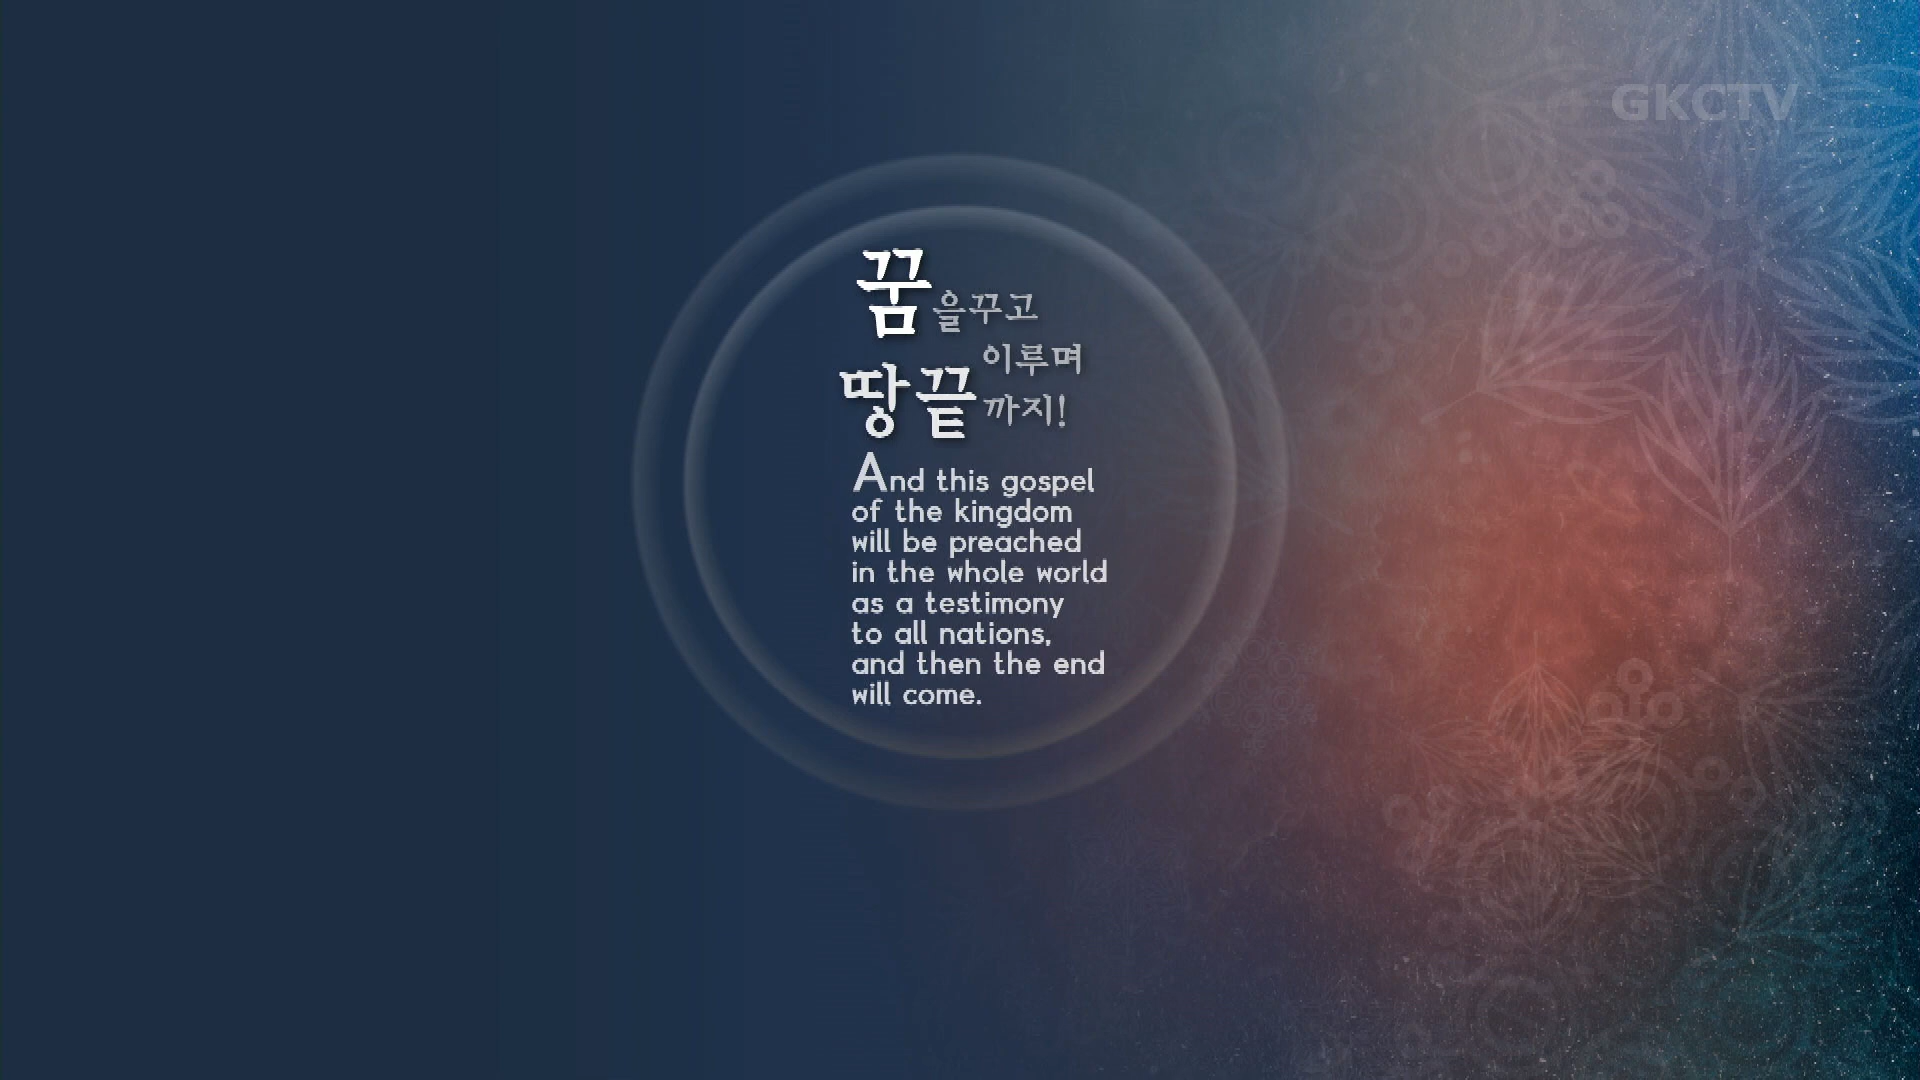 GKCTV
꿈을꾸고
이루며
땅끝까지!
And this gospel
of the kingdom
will be preached
in the whole world
as a testimony
to all nations,
and then the end
will come.